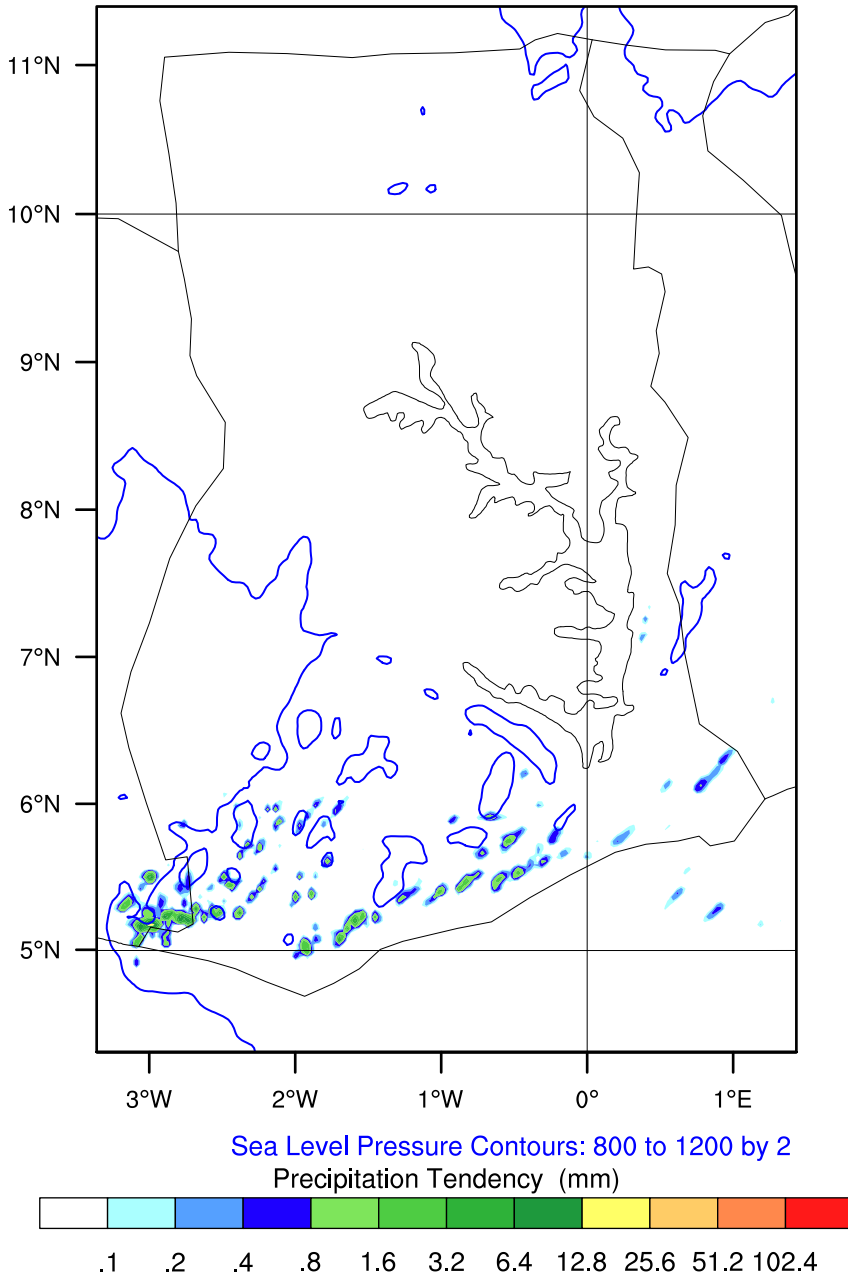 11°N
10°N
9°N
8°N
7°N
6°N
5°N
3°W 2°W 1°W 0° 1°E
Sea Level Pressure Contours: 800 to 1200 by 2
Precipitation Tendency (mm)
.1 .2 .4 .8 1.6 3.2 6.4 12.8 25.6 51.2 102.4